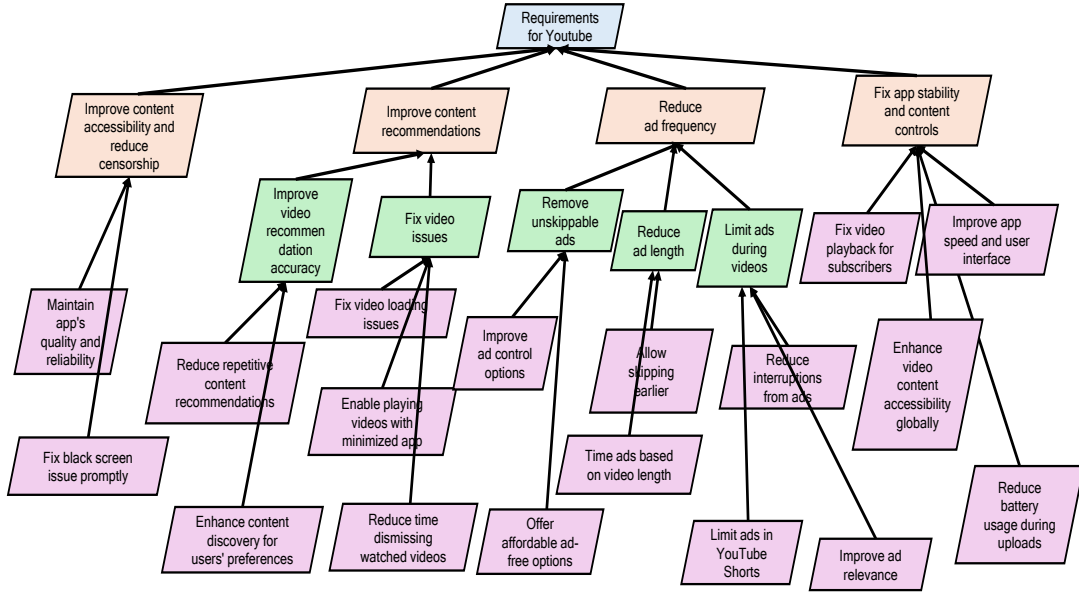 Requirements
for Youtube
Improve content
accessibility and
reduce
censorship
Improve content
recommendations
Reduce
ad frequency
Fix app stability
and content
controls
Improve
video
recommen
dation
accuracy
Fix video
issues
Remove
unskippable
ads
Reduce
ad length
Limit ads
during
videos
Fix video
playback for
subscribers
Improve app
speed and user
interface
Maintain
app's
quality and
reliability
Fix video loading
issues
Improve
ad control
options
Allow
skipping
earlier
Reduce
interruptions
from ads
Enhance
video
content
accessibility
globally
Reduce repetitive
content
recommendations
Enable playing
videos with
minimized app
Fix black screen
issue promptly
Time ads based
on video length
Reduce
battery
usage during
uploads
Enhance content
discovery for
users' preferences
Reduce time
dismissing
watched videos
Offer
affordable ad-
free options
Limit ads in
YouTube
Shorts
Improve ad
relevance